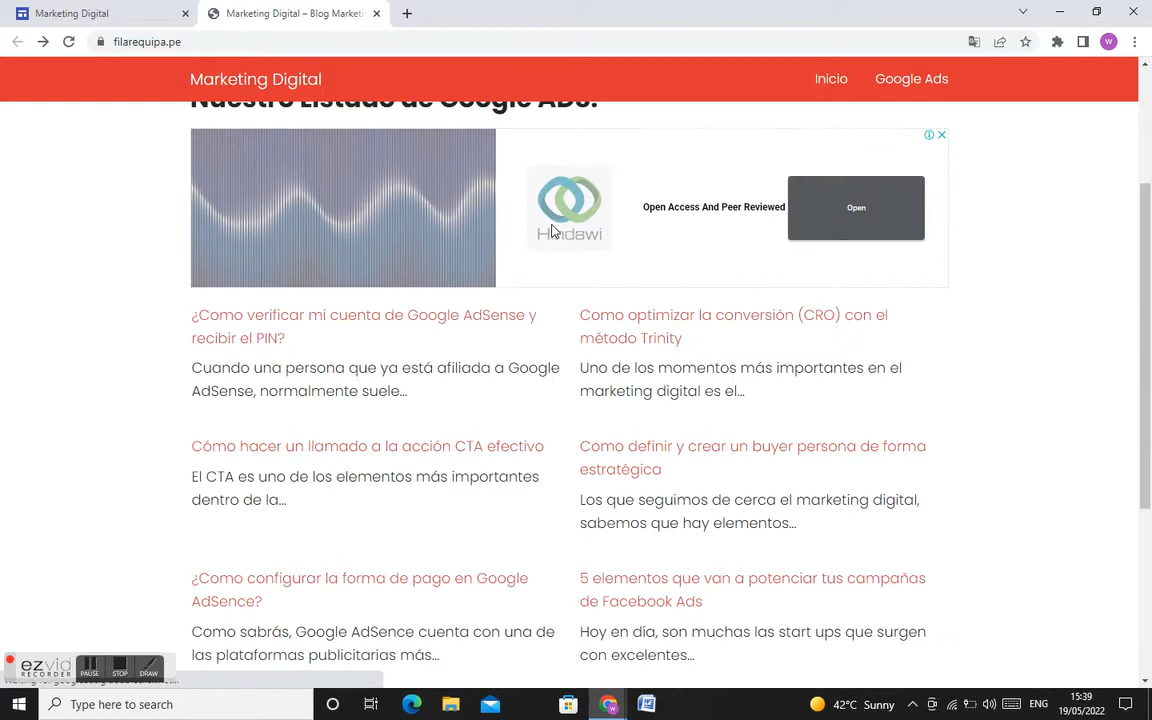 Marketing Digital
Marketing Digital – Blog Marketi
filarequipa.pe
Marketing Digital
Inicio
Google Ads
Nuestro Listado de Google ADS:
Open Access And Peer Reviewed
Open
Hindawi
¿Como verificar mi cuenta de Google AdSense y
recibir el PIN?
Cuando una persona que ya está afiliada a Google
AdSense, normalmente suele...
Como optimizar la conversión (CRO) con el
método Trinity
Uno de los momentos más importantes en el
marketing digital es el...
Cómo hacer un llamado a la acción CTA efectivo
El CTA es uno de los elementos más importantes
dentro de la...
Como definir y crear un buyer persona de forma
estratégica
Los que seguimos de cerca el marketing digital,
sabemos que hay elementos...
¿Como configurar la forma de pago en Google
AdSence?
Como sabrás, Google AdSence cuenta con una de
las plataformas publicitarias más...
5 elementos que van a potenciar tus campañas
de Facebook Ads
Hoy en día, son muchas las start ups que surgen
con excelentes...
ezvid
RECORDER
PAUSE
STOP
DRAW
Type here to search
42°C Sunny
ENG
15:39
19/05/2022